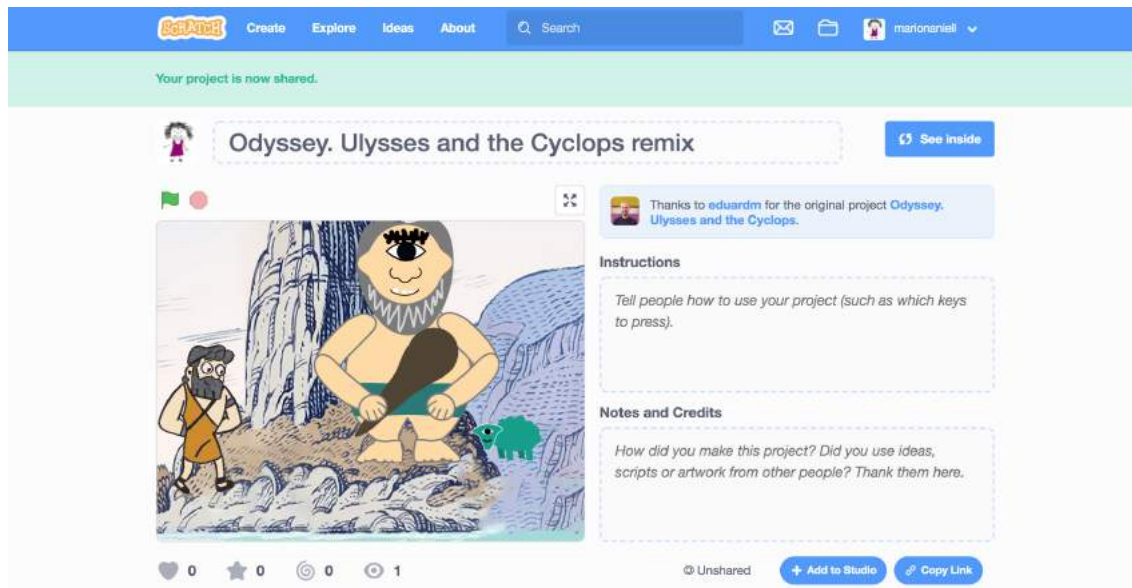 SCRATCH Create Explore Ideas About Search marionaniell
Your project is now shared.
Odyssey. Ulysses and the Cyclops remix
See inside
Thanks to eduardm for the original project Odyssey.
Ulysses and the Cyclops.
Instructions
Tell people how to use your project (such as which keys
to press).
Notes and Credits
How did you make this project? Did you use ideas,
scripts or artwork from other people? Thank them here.
0 0 0 1
Unshared
+ Add to Studio
Copy Link